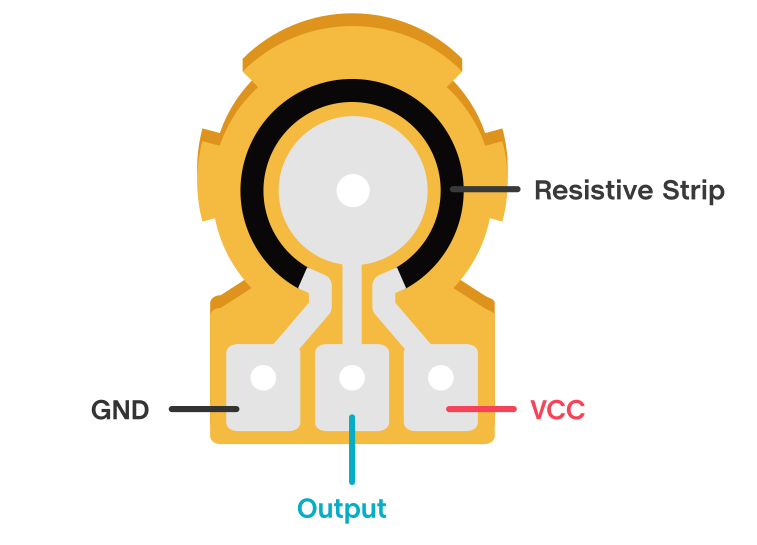 Resistive Strip
GND
VCC
Output